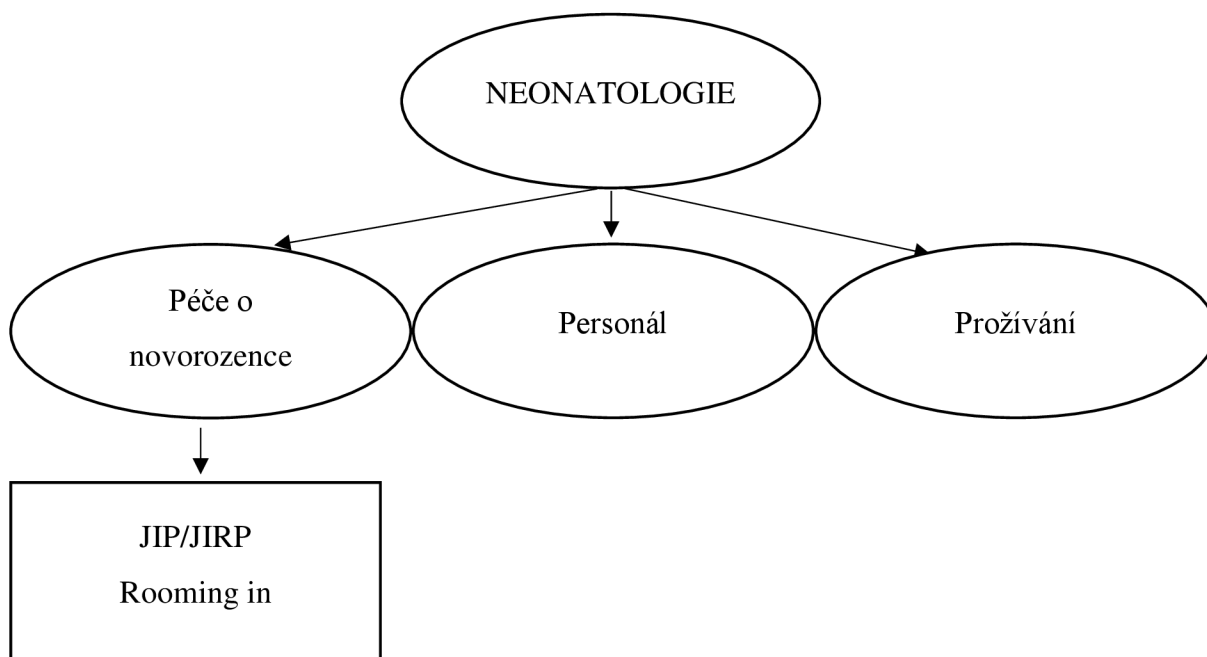 NEONATOLOGIE
Péče o
novorozence
Personál
Prožívání
JIP/JIRP
Rooming in